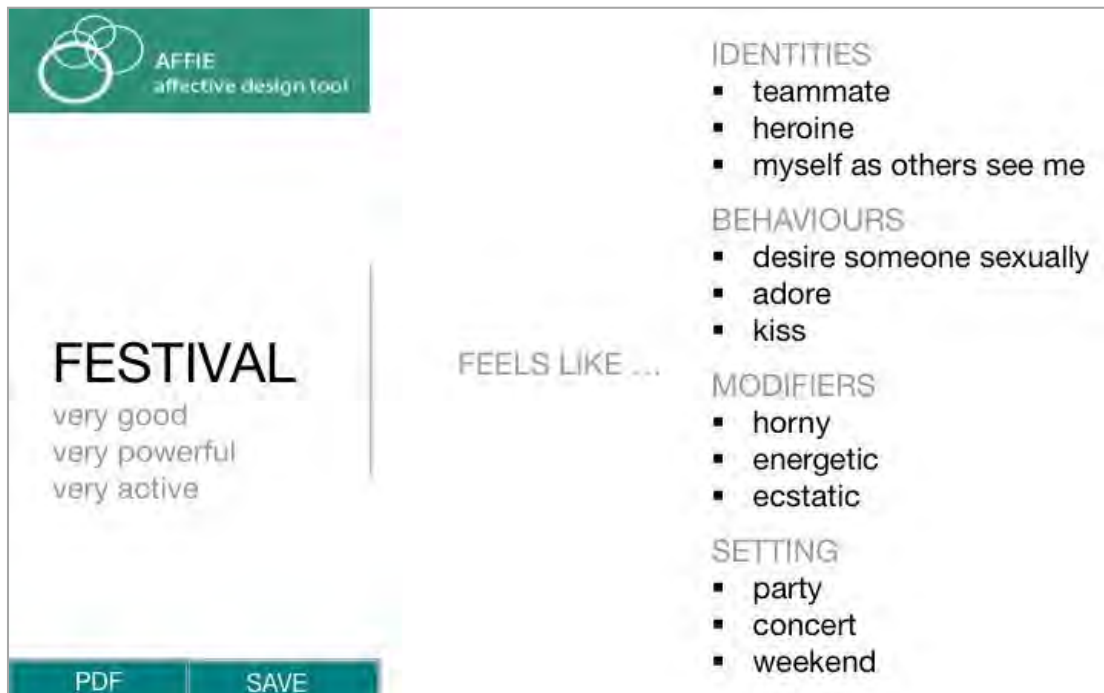 AFFIE
affective design tool
FESTIVAL
very good
very powerful
very active
PDF
SAVE
FEELS LIKE ...
IDENTITIES
▪ teammate
▪ heroine
▪ myself as others see me
BEHAVIOURS
▪ desire someone sexually
▪ adore
▪ kiss
MODIFIERS
▪ horny
▪ energetic
▪ ecstatic
SETTING
▪ party
▪ concert
▪ weekend